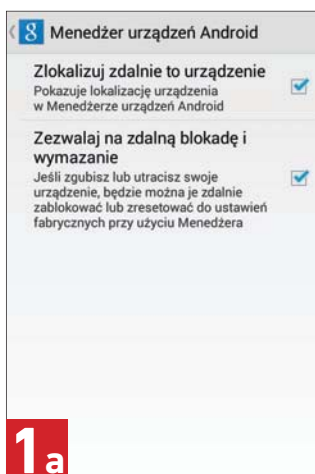 8 Menedżer urządzeń Android
Zlokalizuj zdalnie to urządzenie
Pokazuje lokalizację urządzenia
w Menedżerze urządzeń Android
Zezwalaj na zdalną blokadę i
wymazanie
Jeśli zgubisz lub utracisz swoje
urządzenie, będzie można je zdalnie
zablokować lub zresetować do ustawień
fabrycznych przy użyciu Menedżera
1a